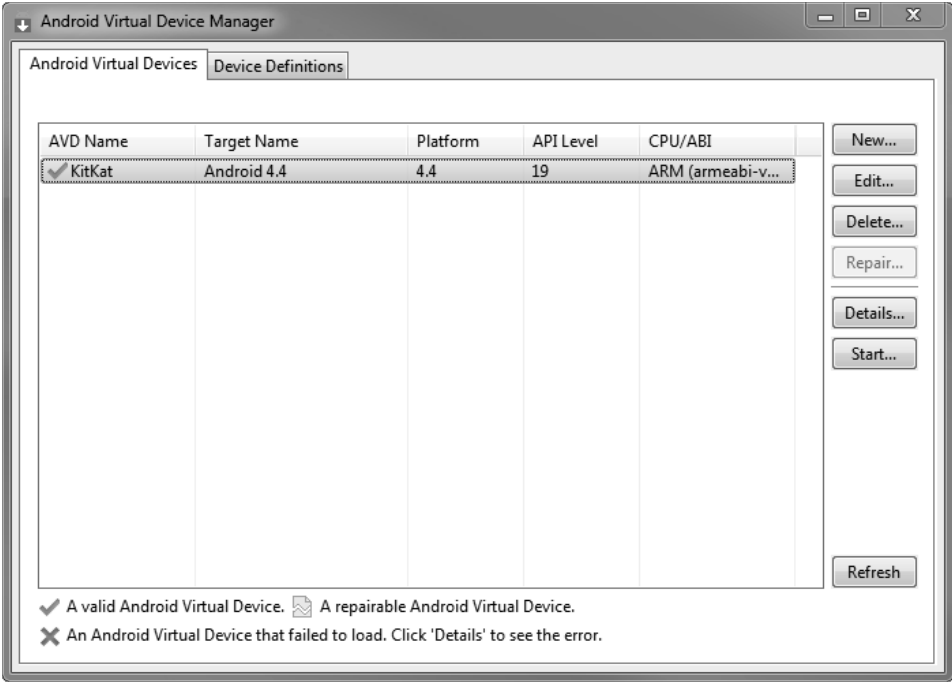 Android Virtual Device Manager
Android Virtual Devices Device Definitions
AVD Name Target Name Platform API Level CPU/ABI
KitKat Android 4.4 4.4 19 ARM (armeabi-v...
New...
Edit...
Delete...
Repair...
Details...
Start...
Refresh
A valid Android Virtual Device. A repairable Android Virtual Device.
An Android Virtual Device that failed to load. Click 'Details' to see the error.